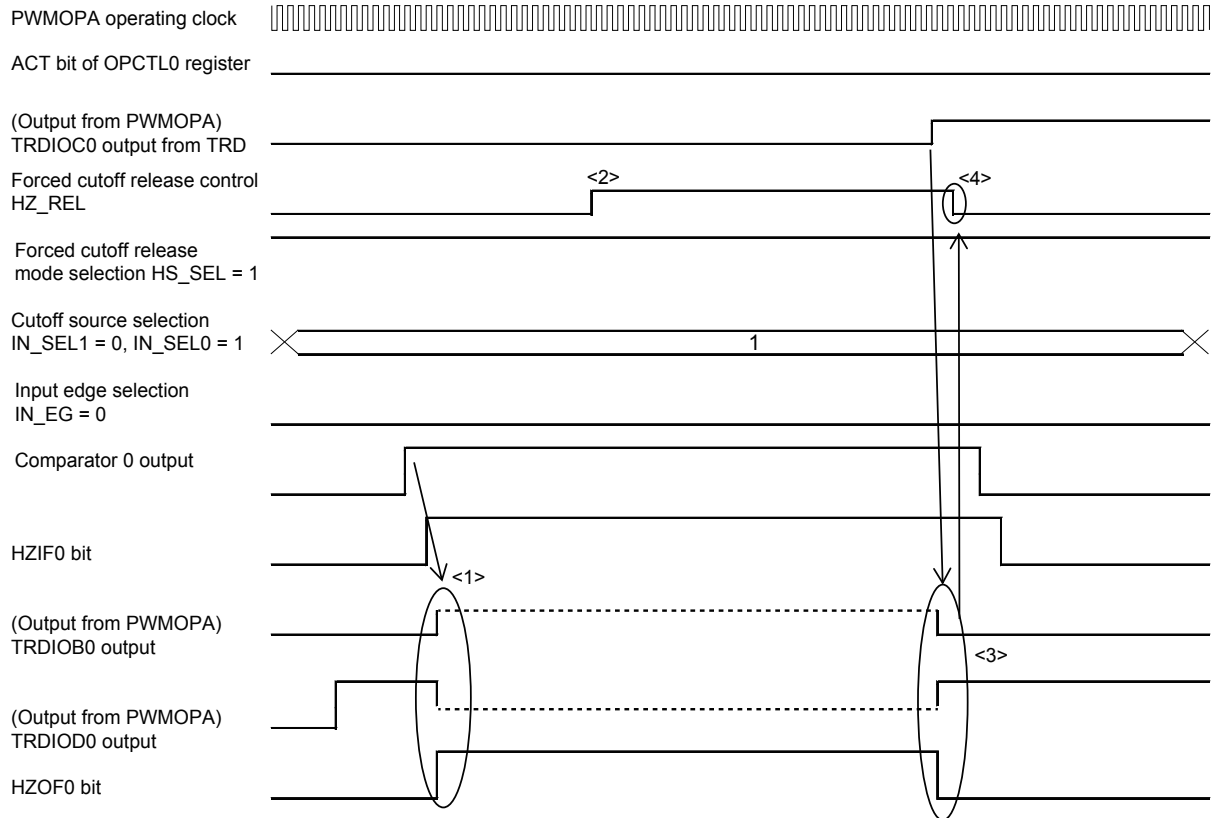 PWMOPA operating clock
ACT bit of OPCTL0 register
(Output from PWMOPA)
TRDIOC0 output from TRD
Forced cutoff release control
HZ_REL
<2>
<4>
Forced cutoff release
mode selection HS_SEL = 1
Cutoff source selection
IN_SEL1 = 0, IN_SEL0 = 1
1
Input edge selection
IN_EG = 0
Comparator 0 output
HZIF0 bit
<1>
(Output from PWMOPA)
TRDIOB0 output
<3>
(Output from PWMOPA)
TRDIOD0 output
HZOF0 bit